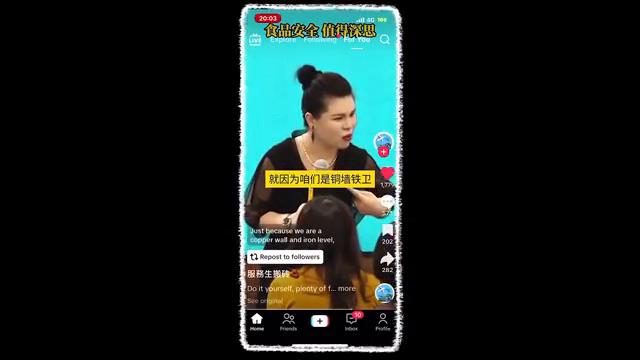 20:03
4G 100
食品安全 值得深思
LIVE Explore Following For You
就因为咱们是铜墙铁卫
Just because we are a
copper wall and iron level,
202
Repost to followers
282
服務生搬磚
Do it yourself, plenty of f... more
See original
10
Home Friends Inbox Profile